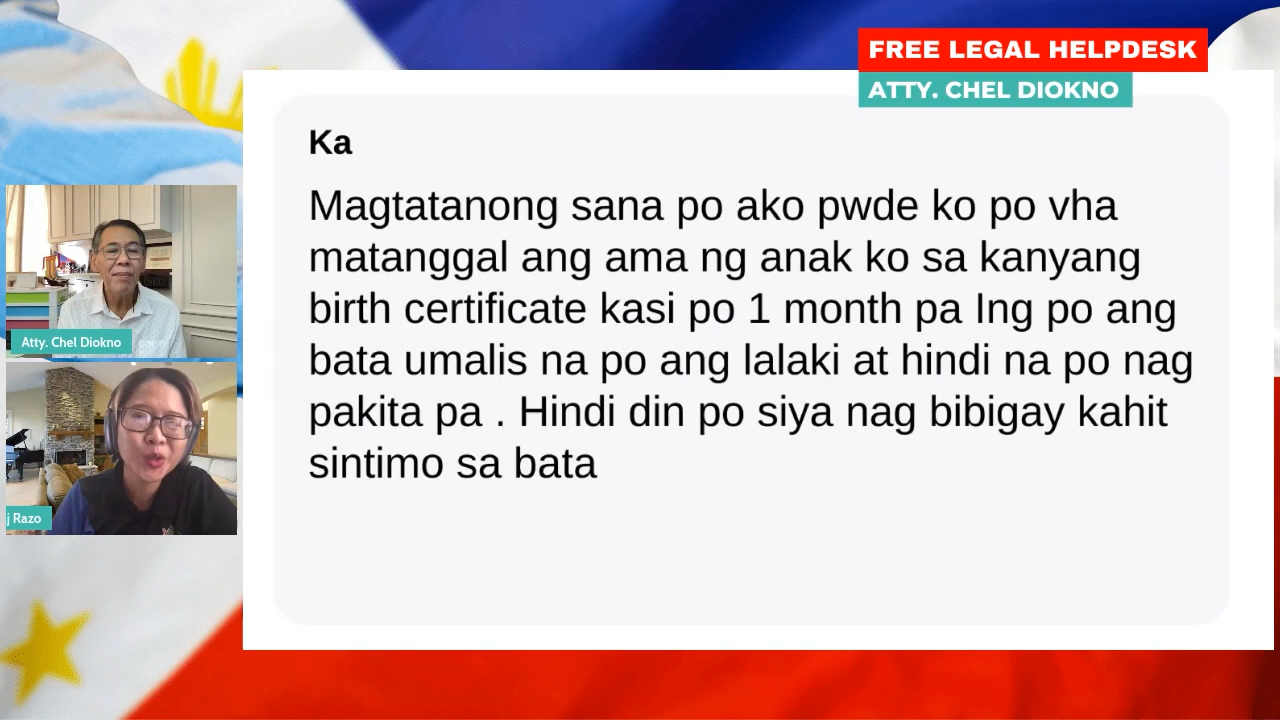 FREE LEGAL HELPDESK
ATTY. CHEL DIOKNO
Ka
Magtatanong sana po ako pwde ko po vha
matanggal ang ama ng anak ko sa kanyang
birth certificate kasi po 1 month pa Ing po ang
bata umalis na po ang lalaki at hindi na po nag
pakita pa . Hindi din po siya nag bibigay kahit
sintimo sa bata
Atty. Chel Diokno
j Razo